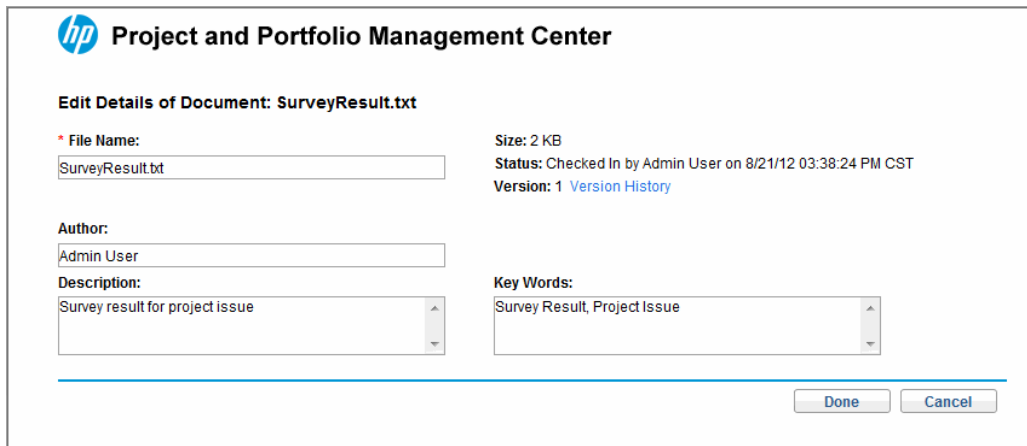 hp Project and Portfolio Management Center
Edit Details of Document: SurveyResult.txt
* File Name:
SurveyResult.txt
Size: 2 KB
Status: Checked In by Admin User on 8/21/12 03:38:24 PM CST
Version: 1 Version History
Author:
Admin User
Description:
Survey result for project issue
Key Words:
Survey Result, Project Issue
Done Cancel